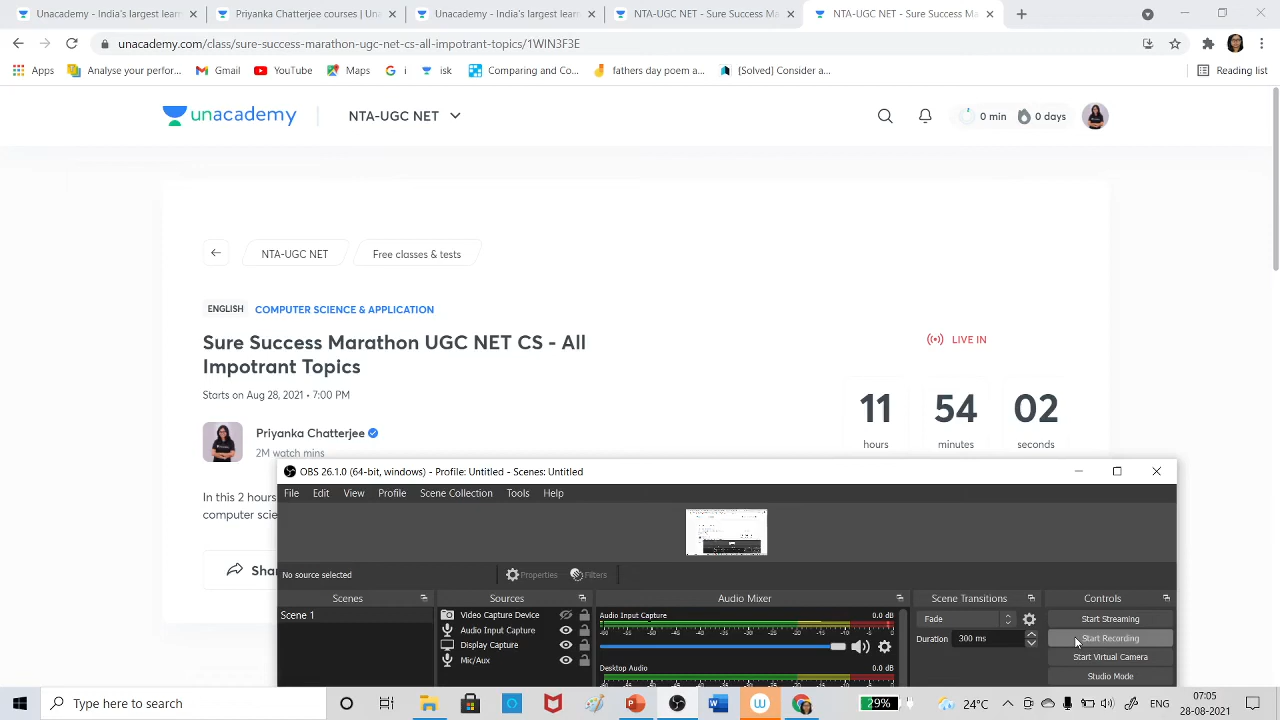 Unacademy - India's largest learn
Priyanka Chatterjee's courses - Un
Unacademy - India's largest learn
NTA-UGC NET - Sure Success Ma
NTA-UGC NET - Sure Success Ma
unacademy.com/class/sure-success-marathon-ugc-net-cs-all-impotrant-topics/1WIN3F3E
Apps
Analyse your perfor...
Gmail
YouTube
Maps
i
isk
Comparing and Co...
fathers day poem a...
[Solved] Consider a...
Reading list
unacademy
NTA-UGC NET
0 min
0 days
NTA-UGC NET
Free classes & tests
ENGLISH
COMPUTER SCIENCE & APPLICATION
Sure Success Marathon UGC NET CS - All
Impotrant Topics
Starts on Aug 28, 2021 • 7:00 PM
LIVE IN
11
54
02
hours
minutes
seconds
Priyanka Chatterjee
2M watch mins
In this 2 hours
computer scie
Shar
OBS 26.1.0 (64-bit, windows) - Profile: Untitled - Scenes: Untitled
File
Edit
View
Profile
Scene Collection
Tools
Help
No source selected
Properties
Filters
Scenes
Sources
Audio Mixer
Scene Transitions
Controls
Scene 1
Video Capture Device
Audio Input Capture
Display Capture
Mic/Aux
Audio Input Capture
0.0 dB
Desktop Audio
0.0 dB
Fade
Duration
300 ms
Start Streaming
Start Recording
Start Virtual Camera
Studio Mode
Type here to search
29%
24°C
ENG
07:05
28-08-2021